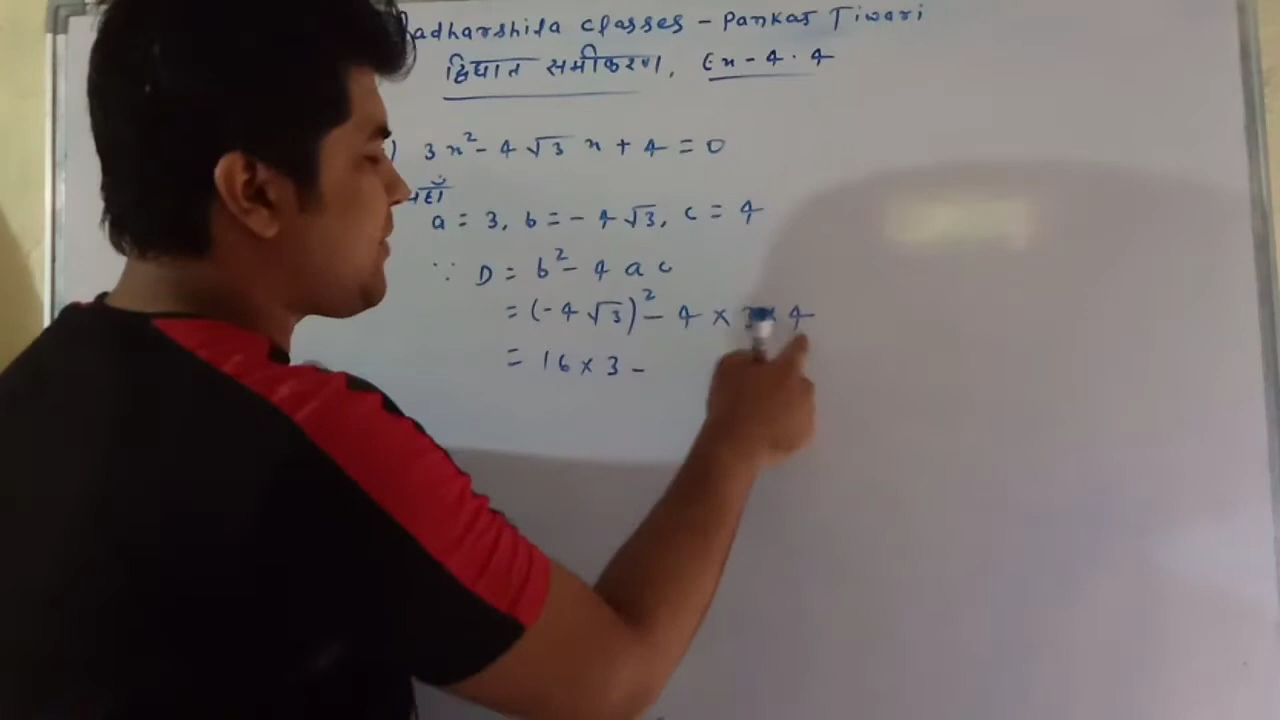 adharshila classes - Pankaj Tiwari
द्विघात समीकरण, Ex - 4.4
) 3x² - 4√3 x + 4 = 0
यहाँ
a = 3, b = - 4√3, c = 4
∵ D = b² - 4ac
= (-4√3)² - 4 × 3 × 4
= 16 × 3 -